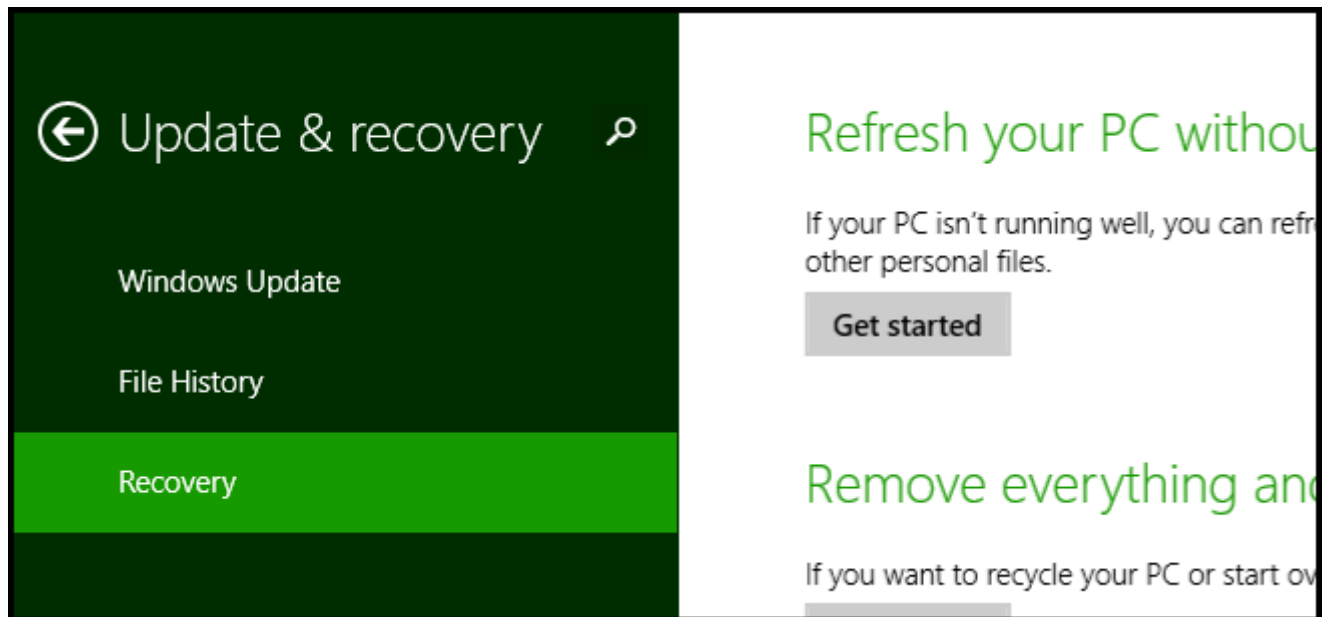 Update & recovery
Windows Update
File History
Recovery
Refresh your PC withou
If your PC isn't running well, you can refr
other personal files.
Get started
Remove everything and
If you want to recycle your PC or start ov